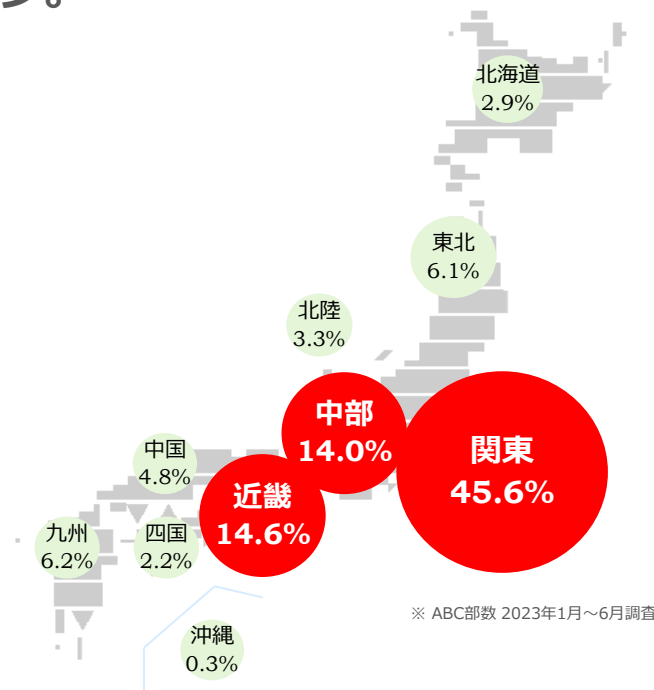 プ。
北海道
2.9%
東北
6.1%
北陸
3.3%
中部
14.0%
関東
45.6%
中国
4.8%
近畿
14.6%
九州
6.2%
四国
2.2%
※ ABC部数 2023年1月～6月調査
沖縄
0.3%